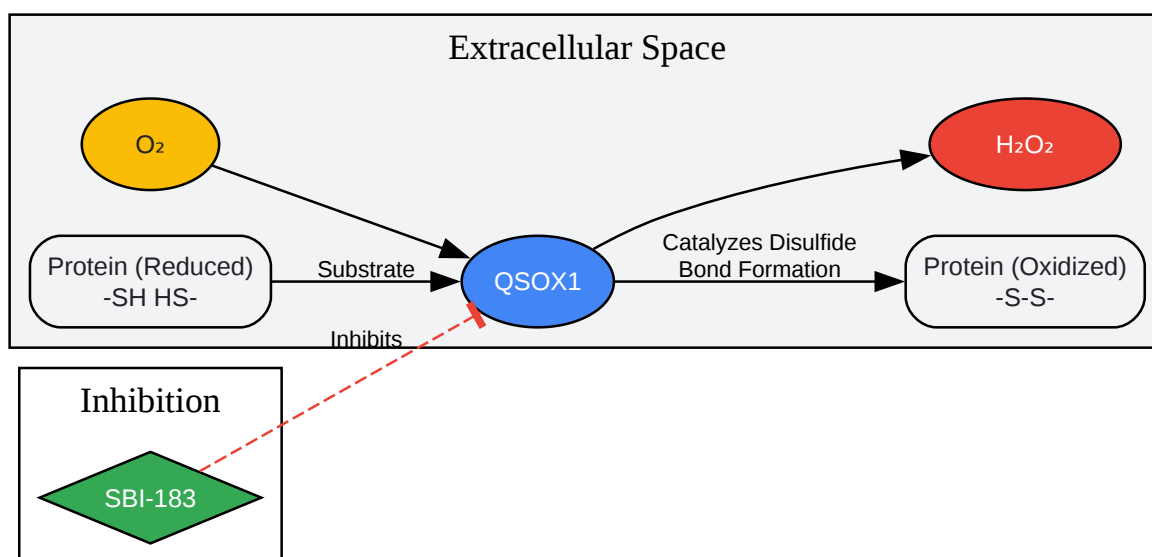 Extracellular Space
O₂
H₂O₂
Protein (Reduced)
-SH HS-
Substrate
QSOX1
Catalyzes Disulfide
Bond Formation
Protein (Oxidized)
-S-S-
Inhibits
Inhibition
SBI-183